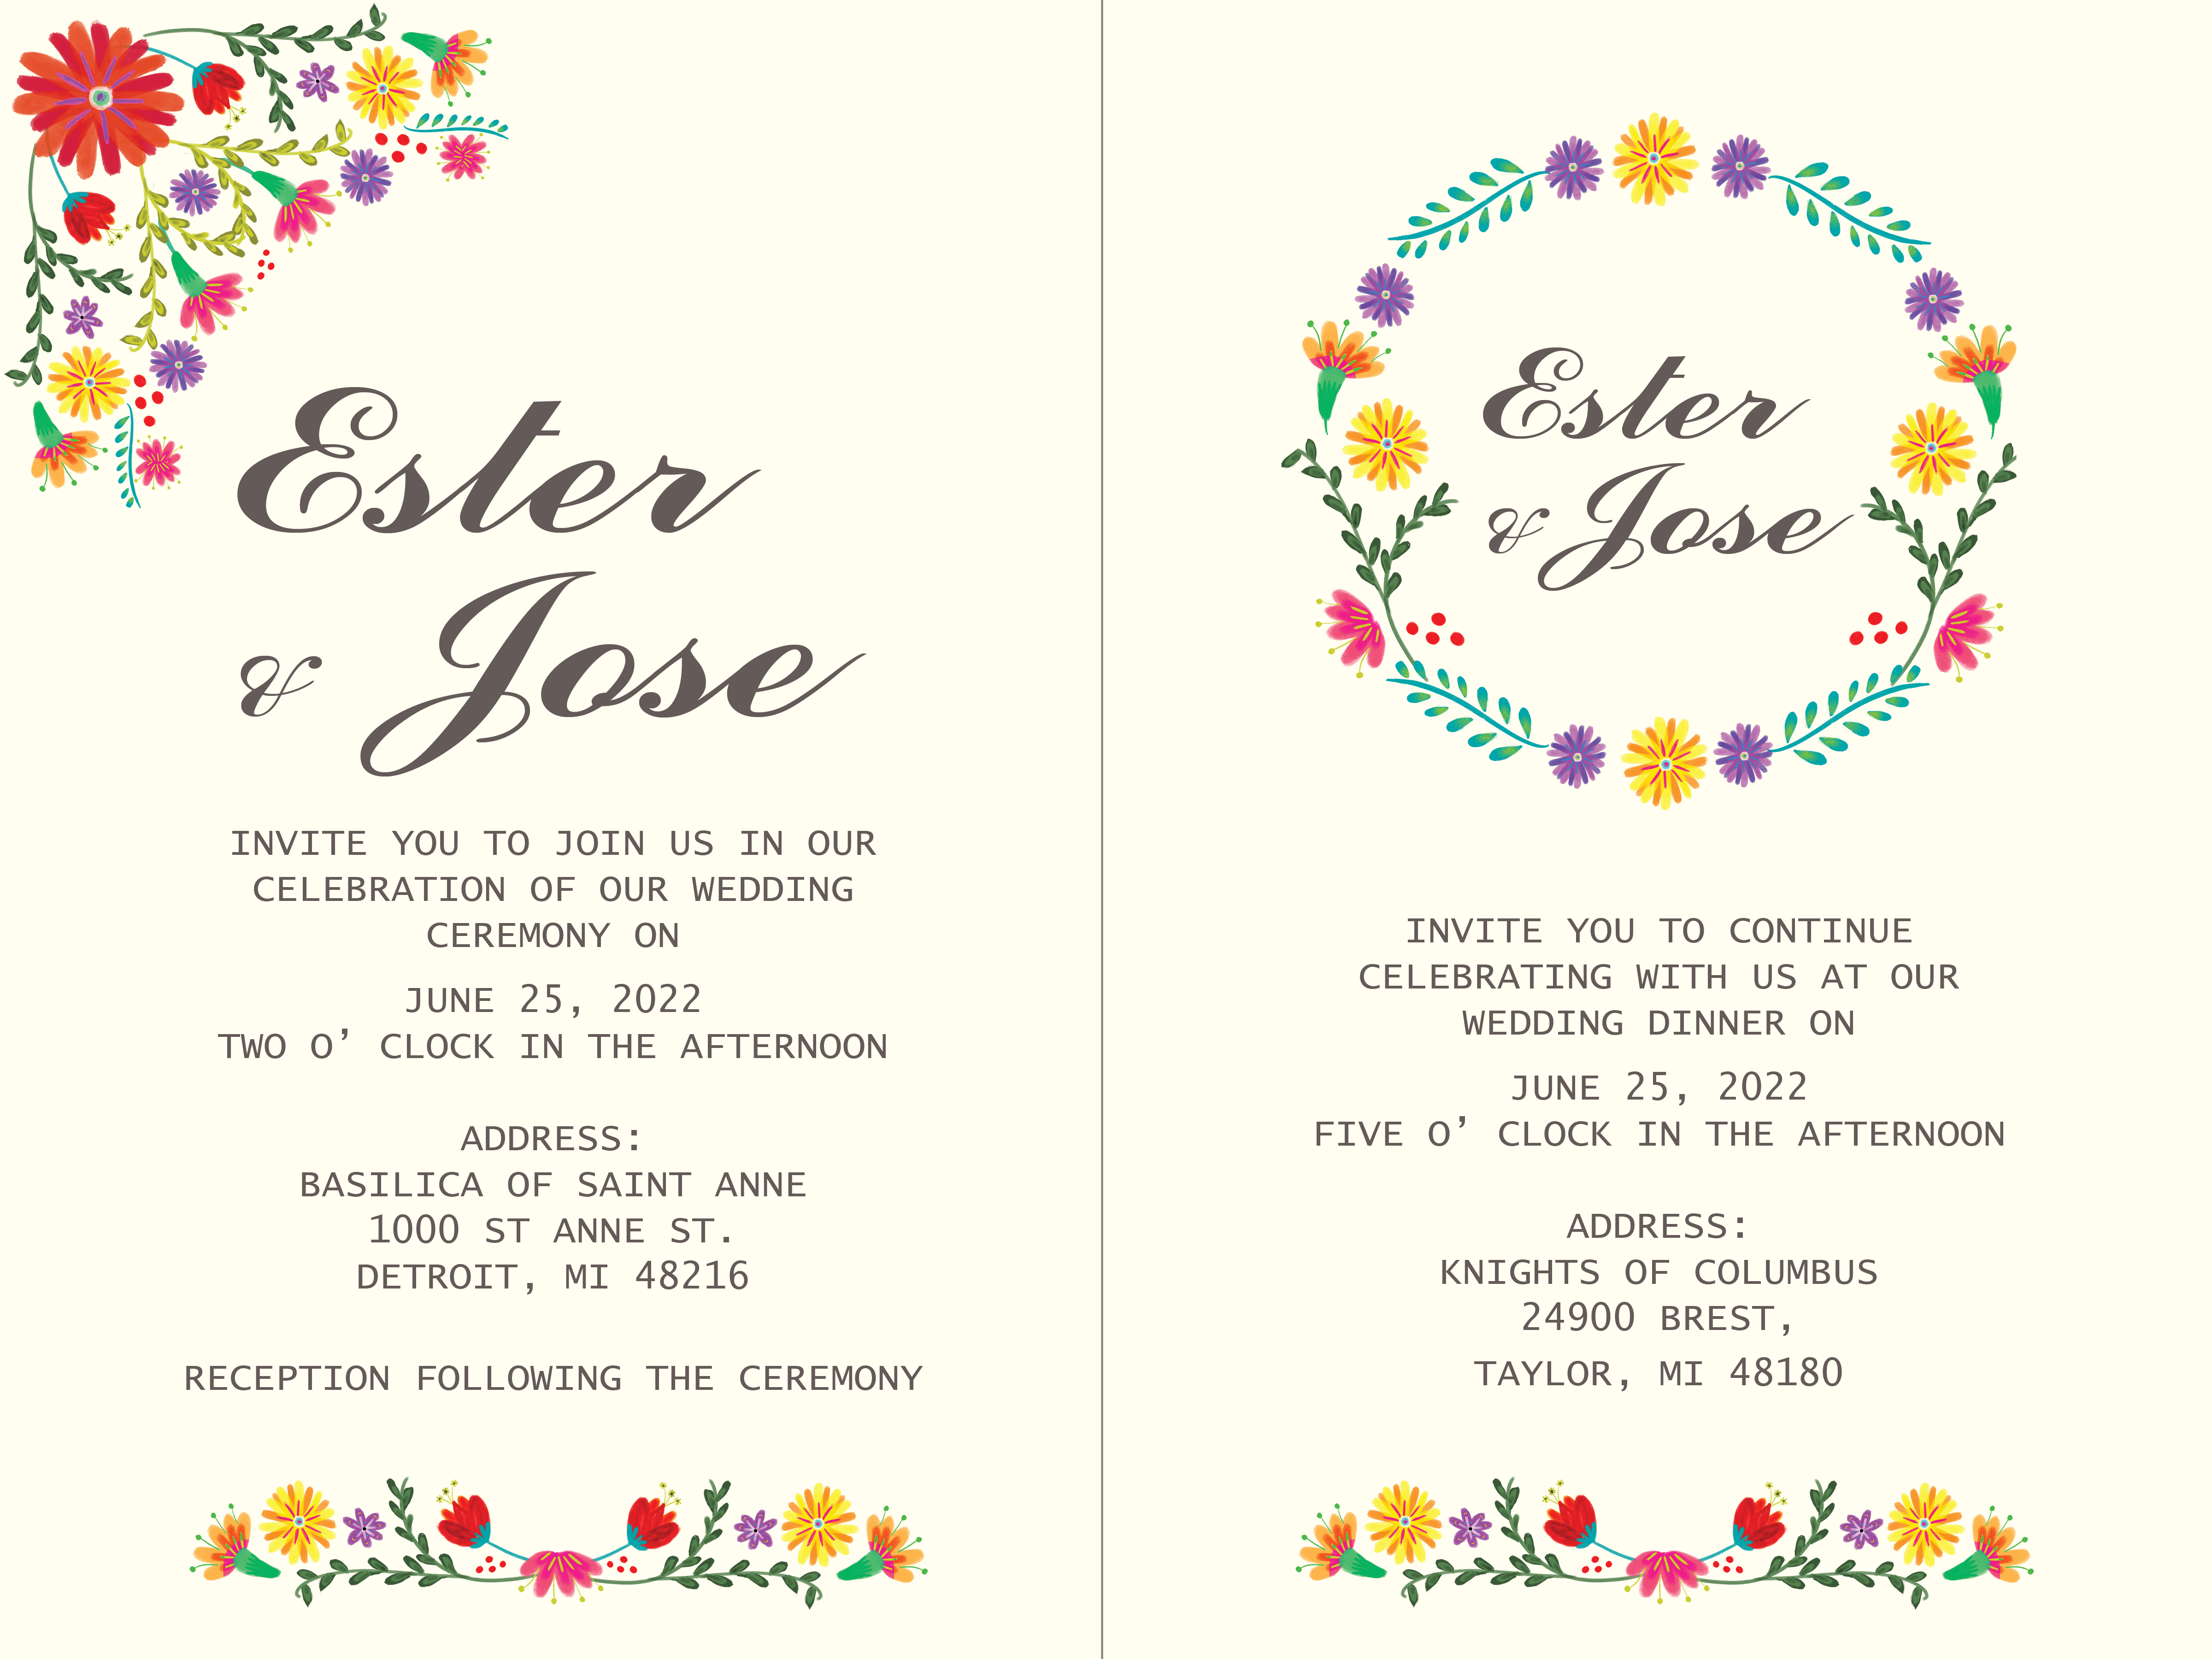 Ester
& Jose
INVITE YOU TO JOIN US IN OUR
CELEBRATION OF OUR WEDDING
CEREMONY ON
JUNE 25, 2022
TWO O’ CLOCK IN THE AFTERNOON
ADDRESS:
BASILICA OF SAINT ANNE
1000 ST ANNE ST.
DETROIT, MI 48216
RECEPTION FOLLOWING THE CEREMONY
Ester
& Jose
INVITE YOU TO CONTINUE
CELEBRATING WITH US AT OUR
WEDDING DINNER ON
JUNE 25, 2022
FIVE O’ CLOCK IN THE AFTERNOON
ADDRESS:
KNIGHTS OF COLUMBUS
24900 BREST,
TAYLOR, MI 48180